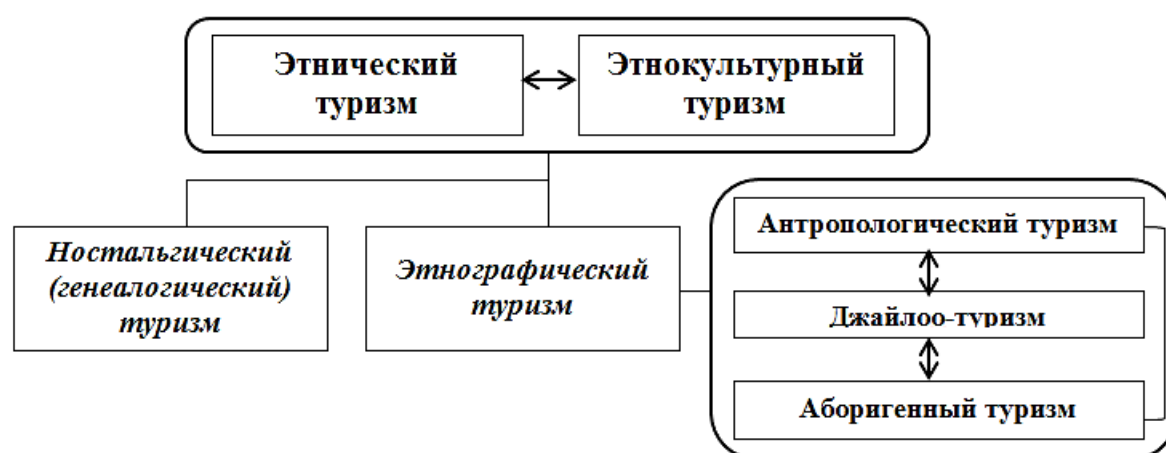 Этнический
туризм
Этнокультурный
туризм
Ностальгический
(генеалогический)
туризм
Этнографический
туризм
Антропологический туризм
Джайлоо-туризм
Аборигенный туризм